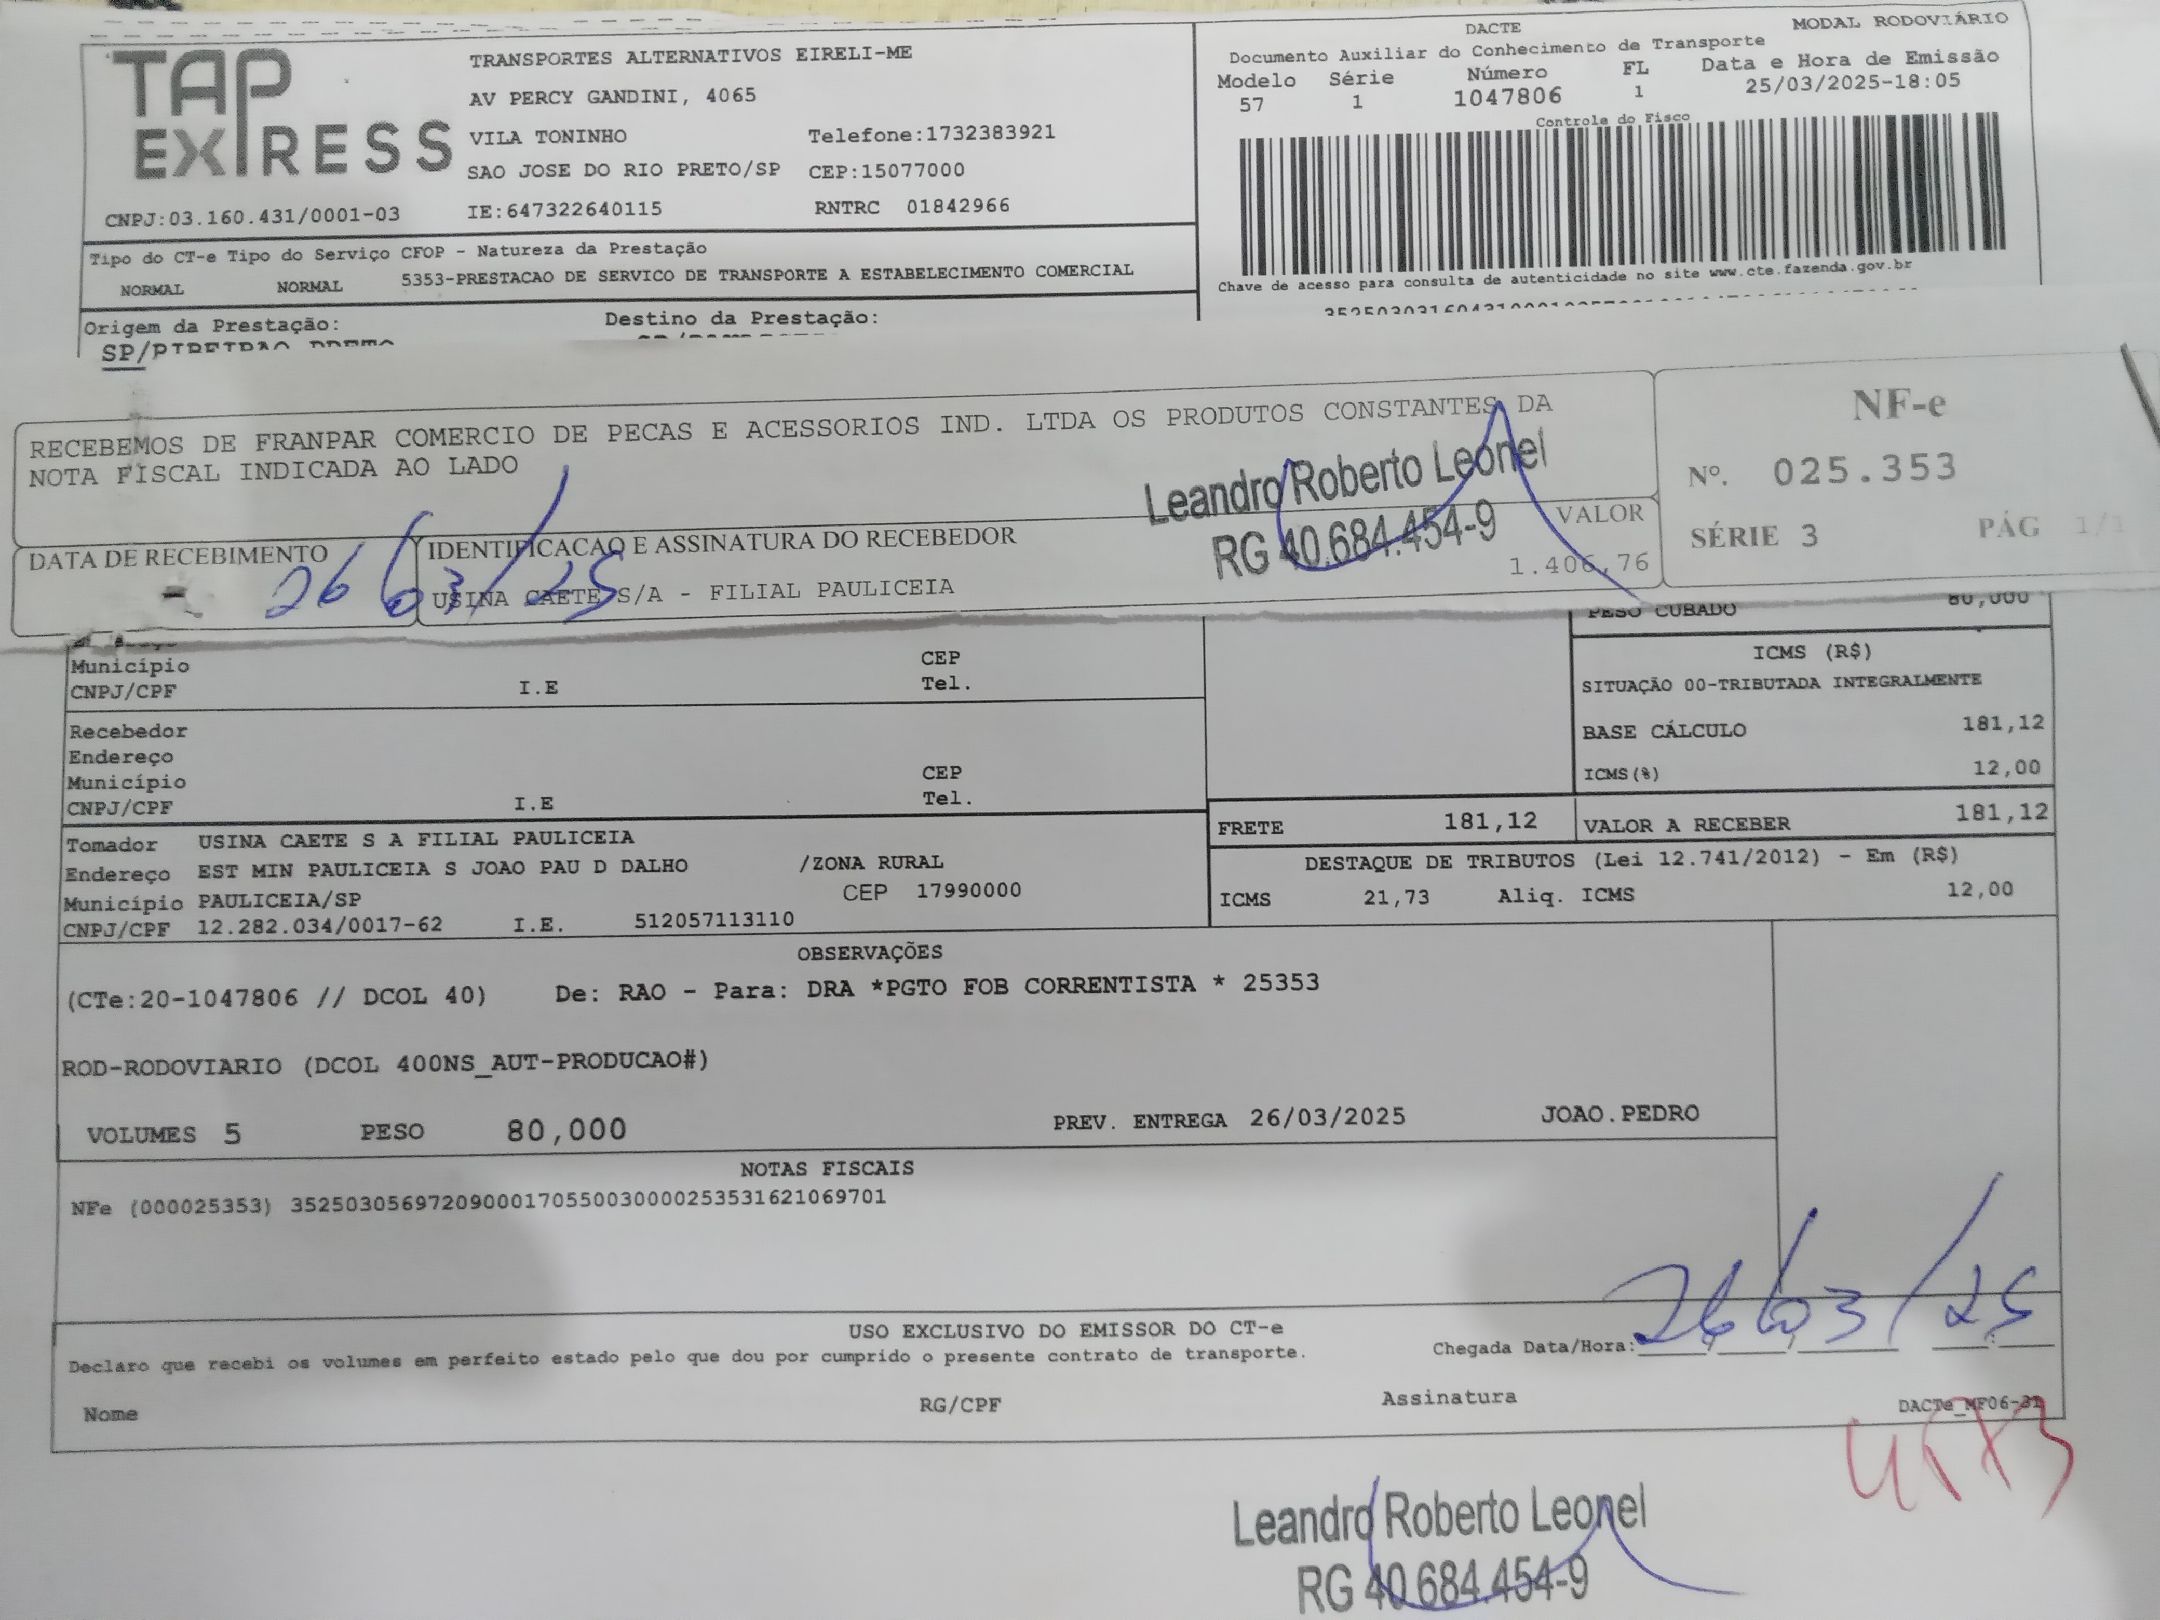 TAP EXPRESS
TRANSPORTES ALTERNATIVOS EIRELI-ME
AV PERCY GANDINI, 4065
VILA TONINHO Telefone:1732383921
SAO JOSE DO RIO PRETO/SP CEP:15077000
CNPJ:03.160.431/0001-03 IE:647322640115 RNTRC 01842966
DACTE MODAL RODOVIÁRIO
Documento Auxiliar do Conhecimento de Transporte
Modelo Série Número FL Data e Hora de Emissão
57 1 1047806 1 25/03/2025-18:05
Controle do Fisco
Chave de acesso para consulta de autenticidade no site www.cte.fazenda.gov.br
Tipo do CT-e Tipo do Serviço CFOP - Natureza da Prestação
NORMAL NORMAL 5353-PRESTACAO DE SERVICO DE TRANSPORTE A ESTABELECIMENTO COMERCIAL
Origem da Prestação: Destino da Prestação:
SP/RIBEIRAO PRETO
RECEBEMOS DE FRANPAR COMERCIO DE PECAS E ACESSORIOS IND. LTDA OS PRODUTOS CONSTANTES DA
NOTA FISCAL INDICADA AO LADO
Leandro Roberto Leonel
RG 40.684.454-9
DATA DE RECEBIMENTO IDENTIFICACAO E ASSINATURA DO RECEBEDOR VALOR
26/03/25 USINA CAETE S/A - FILIAL PAULICEIA 1.406,76
NF-e
Nº. 025.353
SÉRIE 3 PÁG 1/1
PESO CUBADO 80,000
Município CEP
CNPJ/CPF I.E Tel.
Recebedor
Endereço
Município CEP
CNPJ/CPF I.E Tel.
ICMS (R$)
SITUAÇÃO 00-TRIBUTADA INTEGRALMENTE
BASE CÁLCULO 181,12
ICMS(%) 12,00
FRETE 181,12 VALOR A RECEBER 181,12
Tomador USINA CAETE S A FILIAL PAULICEIA
Endereço EST MIN PAULICEIA S JOAO PAU D DALHO /ZONA RURAL
Município PAULICEIA/SP CEP 17990000
CNPJ/CPF 12.282.034/0017-62 I.E. 512057113110
DESTAQUE DE TRIBUTOS (Lei 12.741/2012) - Em (R$)
ICMS 21,73 Aliq. ICMS 12,00
OBSERVAÇÕES
(CTe:20-1047806 // DCOL 40) De: RAO - Para: DRA *PGTO FOB CORRENTISTA * 25353
ROD-RODOVIARIO (DCOL 400NS_AUT-PRODUCAO#)
VOLUMES 5 PESO 80,000 PREV. ENTREGA 26/03/2025 JOAO.PEDRO
NOTAS FISCAIS
NFe (000025353) 35250305697209000170550030000253531621069701
USO EXCLUSIVO DO EMISSOR DO CT-e
Declaro que recebi os volumes em perfeito estado pelo que dou por cumprido o presente contrato de transporte. Chegada Data/Hora: 26/03/25
Nome RG/CPF Assinatura DACTe_MF06-31
Leandro Roberto Leonel
RG 40.684.454-9